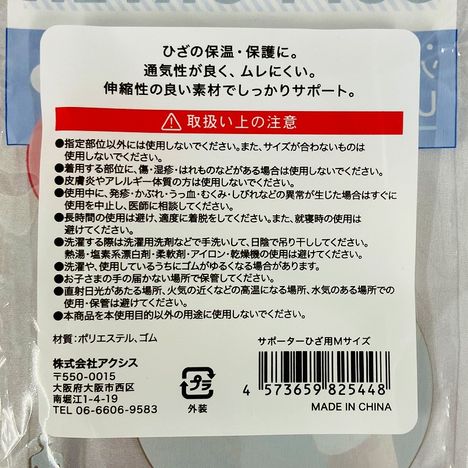 ひざの保温・保護に。
通気性が良く、ムレにくい。
伸縮性の良い素材でしっかりサポート。
取扱い上の注意
●指定部位以外には使用しないでください。また、サイズが合わないものは
使用しないでください。
●着用する部位に、傷・湿疹・はれものなどがある場合は使用しないでください。
●皮膚炎やアレルギー体質の方は使用しないでください。
●使用中に、発疹・かぶれ・うっ血・むくみ・しびれなどの異常が生じた場合はすぐに
使用を中止し、医師に相談してください。
●長時間の使用は避け、適度に着脱をしてください。また、就寝時の使用は
避けてください。
●洗濯する際は洗濯用洗剤などで手洗いして、日陰で吊り干ししてください。
熱湯・塩素系漂白剤・柔軟剤・アイロン・乾燥機の使用は避けてください。
●洗濯や、使用しているうちにゴムがゆるくなる場合があります。
●お子さまの手の届かない場所で保管してください。
●直射日光があたる場所、火気の近くなどの高温になる場所、水気のある場所での
使用・保管は避けてください。
●本商品を本使用目的以外の用途に使用しないでください。
材質:ポリエステル、ゴム
サポーターひざ用Mサイズ
株式会社アクシス
〒550-0015
大阪府大阪市西区
南堀江1-4-19
TEL 06-6606-9583
プラ
外装
4 573659 825448
MADE IN CHINA